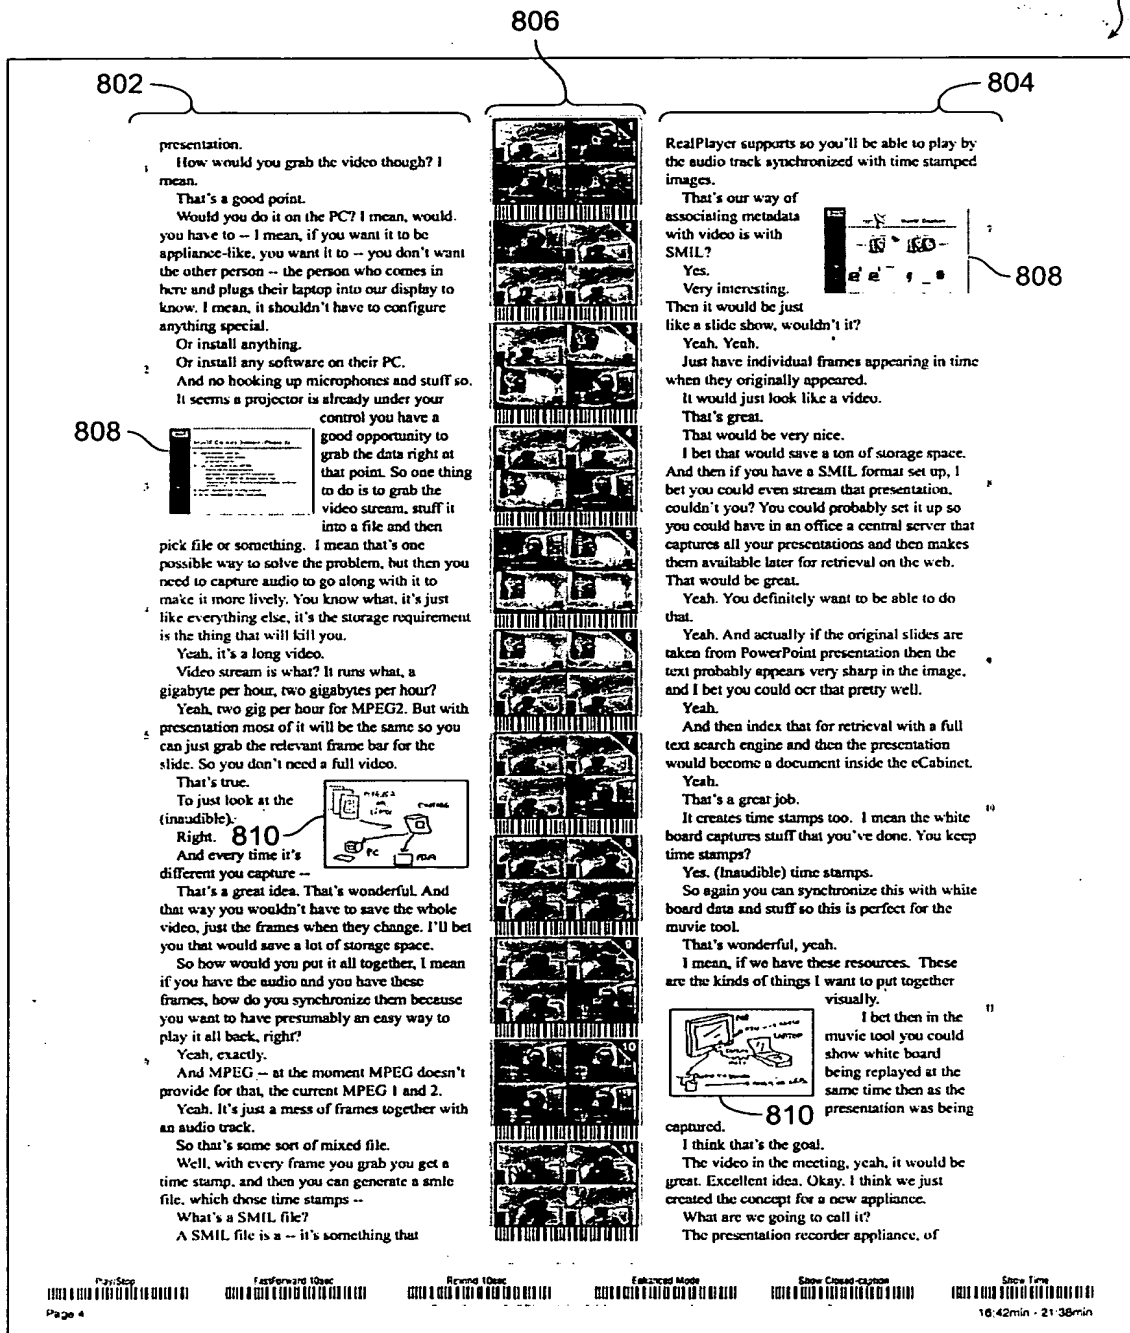 806
802
804
presentation.
How would you grab the video though? I
mean.
That's a good point.
Would you do it on the PC? I mean, would
you have to -- I mean, if you want it to be
appliance-like, you want it to -- you don't want
the other person -- the person who comes in
here and plugs their laptop into our display to
know, I mean, it shouldn't have to configure
anything special.
Or install anything.
Or install any software on their PC.
And no hooking up microphones and stuff so.
It seems a projector is already under your
control you have a
good opportunity to
grab the data right at
that point. So one thing
to do is to grab the
video stream, stuff it
into a file and then
808
pick file or something. I mean that's one
possible way to solve the problem, but then you
need to capture audio to go along with it to
make it more lively. You know what, it's just
like everything else, it's the storage requirement
is the thing that will kill you.
Yeah, it's a long video.
Video stream is what? It runs what, a
gigabyte per hour, two gigabytes per hour?
Yeah, two gig per hour for MPEG2. But with
presentation most of it will be the same so you
can just grab the relevant frame bar for the
slide. So you don't need a full video.
That's true.
To just look at the
(inaudible).
Right.
810
PC
PDA
And every time it's
different you capture --
That's a great idea. That's wonderful. And
that way you wouldn't have to save the whole
video, just the frames when they change. I'll bet
you that would save a lot of storage space.
So how would you put it all together, I mean
if you have the audio and you have these
frames, how do you synchronize them because
you want to have presumably an easy way to
play it all back, right?
Yeah, exactly.
And MPEG -- at the moment MPEG doesn't
provide for that, the current MPEG 1 and 2.
Yeah. It's just a mess of frames together with
an audio track.
So that's some sort of mixed file.
Well, with every frame you grab you get a
time stamp, and then you can generate a smle
file, which those time stamps --
What's a SMIL file?
A SMIL file is a -- it's something that
1
2
3
4
5
6
7
8
9
10
11
RealPlayer supports so you'll be able to play by
the audio track synchronized with time stamped
images.
That's our way of
associating metadata
with video is with
SMIL?
Yes.
Very interesting.
Then it would be just
808
like a slide show, wouldn't it?
Yeah, Yeah.
Just have individual frames appearing in time
when they originally appeared.
It would just look like a video.
That's great.
That would be very nice.
I bet that would save a ton of storage space.
And then if you have a SMIL format set up, I
bet you could even stream that presentation,
couldn't you? You could probably set it up so
you could have in an office a central server that
captures all your presentations and then makes
them available later for retrieval on the web.
That would be great.
Yeah. You definitely want to be able to do
that.
Yeah. And actually if the original slides are
taken from PowerPoint presentation then the
text probably appears very sharp in the image,
and I bet you could ocr that pretty well.
Yeah.
And then index that for retrieval with a full
text search engine and then the presentation
would become a document inside the eCabinet.
Yeah.
That's a great job.
It creates time stamps too. I mean the white
board captures stuff that you've done. You keep
time stamps?
Yes. (Inaudible) time stamps.
So again you can synchronize this with white
board data and stuff so this is perfect for the
muvie tool.
That's wonderful, yeah.
I mean, if we have these resources. These
are the kinds of things I want to put together
visually.
I bet then in the
muvie tool you could
show white board
being replayed at the
same time then as the
presentation was being
LAPTOP
810
captured.
I think that's the goal.
The video in the meeting, yeah, it would be
great. Excellent idea. Okay. I think we just
created the concept for a new appliance.
What are we going to call it?
The presentation recorder appliance, of
Play/Stop
FastForward 10sec
Rewind 10sec
Enhanced Mode
Show Closed-caption
Show Time
Page 4
16:42min - 21:38min